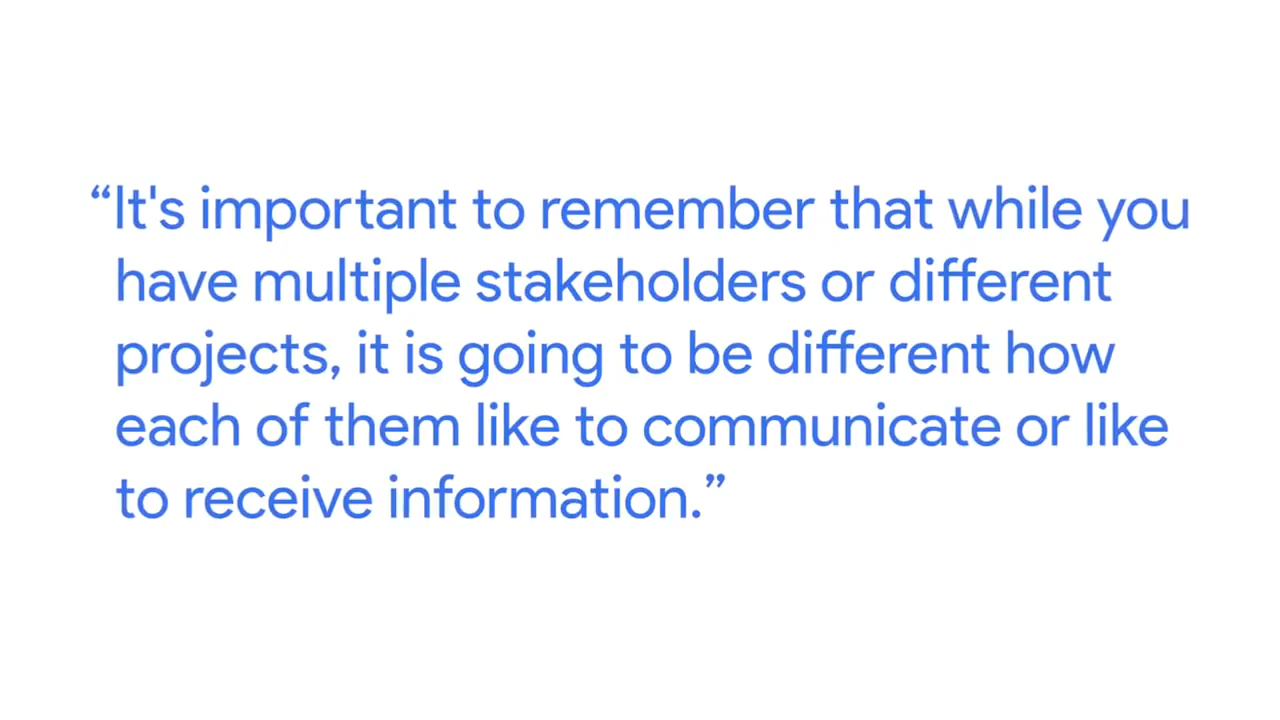 “It's important to remember that while you
have multiple stakeholders or different
projects, it is going to be different how
each of them like to communicate or like
to receive information.”